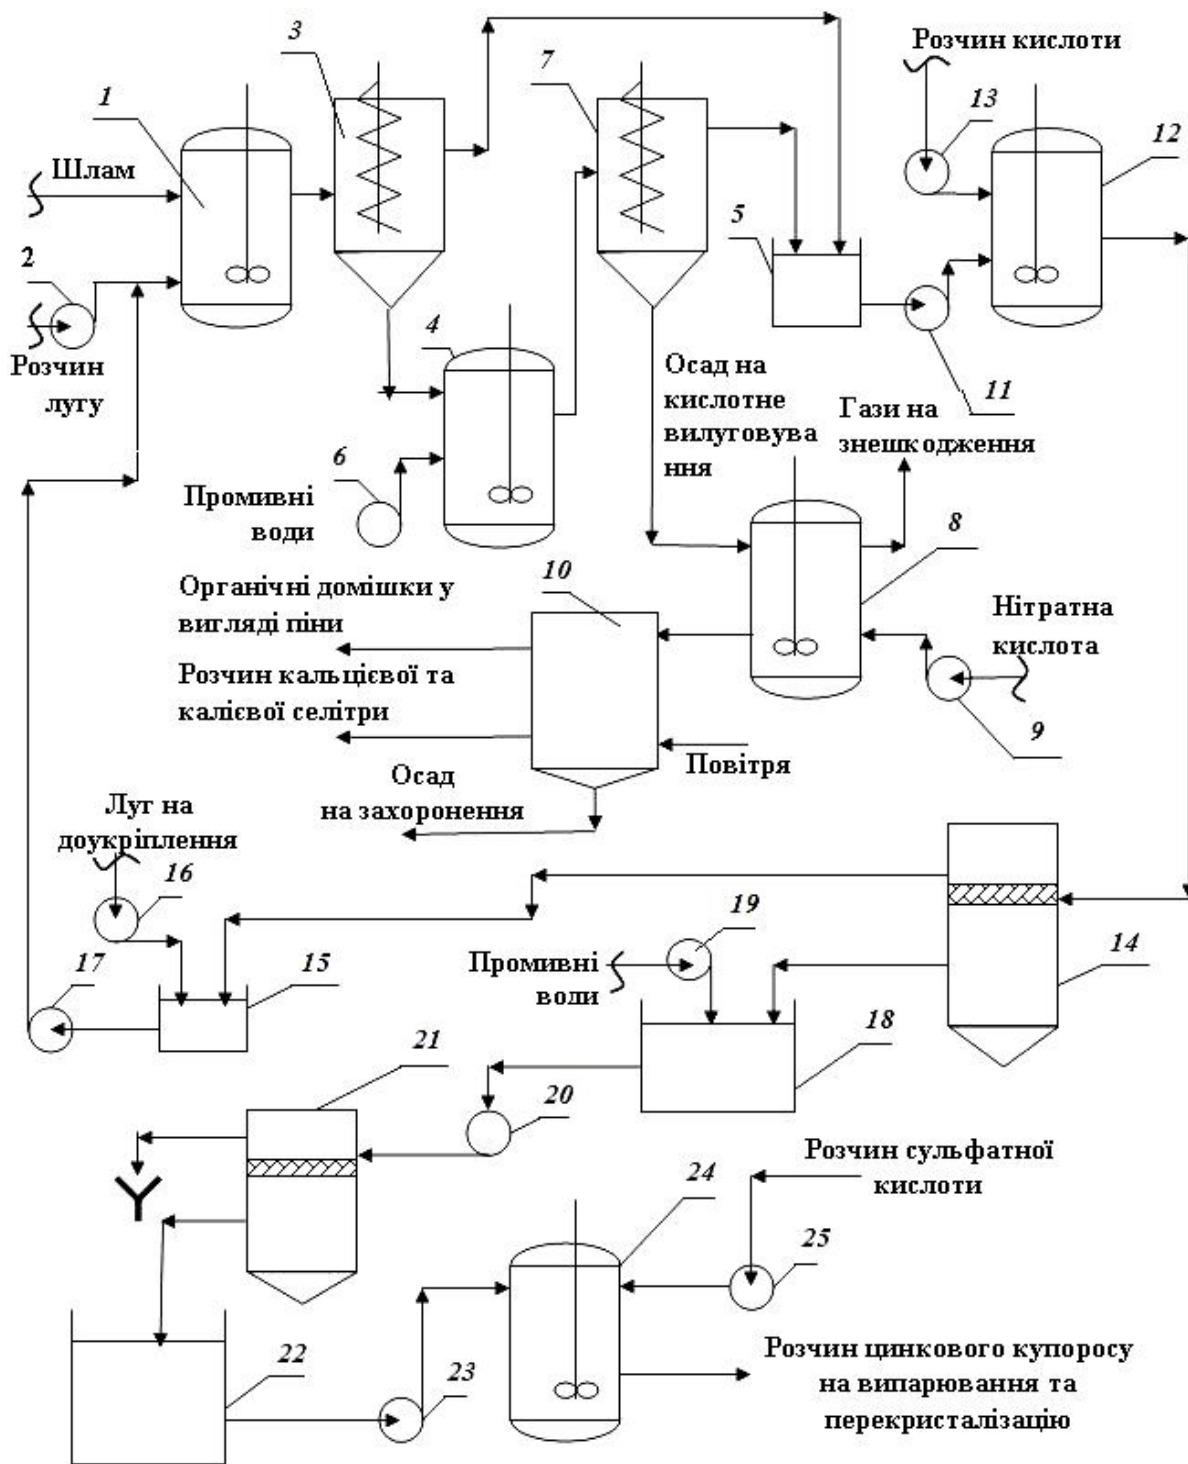 3
7
Розчин кислоти
1
13
12
Шлам
5
2
4
Розчин
лугу
Осад на
кислотне
вилуговува
ння
11
Гази на
знешкодження
6
Промивні
води
8
10
Органічні домішки у
вигляді піни
Нітратна
кислота
Розчин кальцієвої та
калієвої селітри
9
Повітря
Осад
на захоронення
Луг на
доукріплення
16
19
17
15
Промивні
води
14
18
21
20
Розчин сульфатної
кислоти
24
25
22
23
Розчин цинкового купоросу
на випарювання та
перекристалізацію